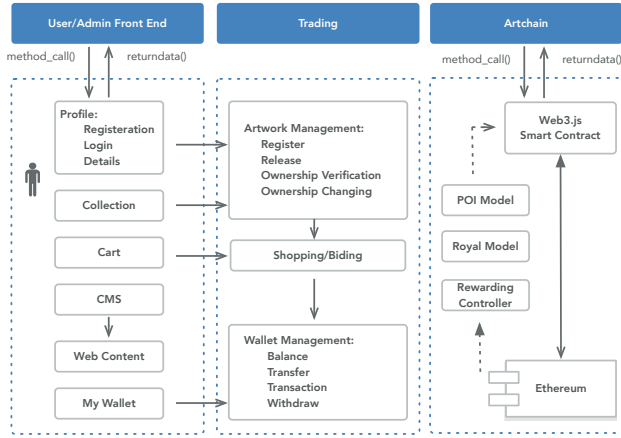 User/Admin Front End
Trading
Artchain
method_call()
returndata()
method_call()
returndata()
Profile:
Registeration
Login
Details
Collection
Cart
CMS
Web Content
My Wallet
Artwork Management:
Register
Release
Ownership Verification
Ownership Changing
Shopping/Biding
Wallet Management:
Balance
Transfer
Transaction
Withdraw
Web3.js
Smart Contract
POI Model
Royal Model
Rewarding
Controller
Ethereum